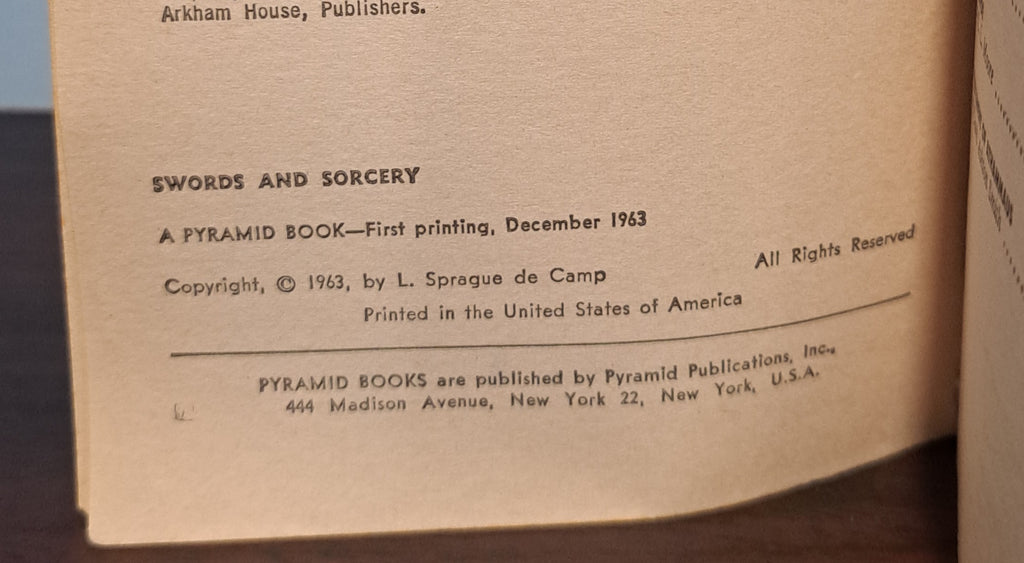 Arkham House, Publishers.
SWORDS AND SORCERY
A PYRAMID BOOK—First printing, December 1963
Copyright, © 1963, by L. Sprague de Camp
All Rights Reserved
Printed in the United States of America
PYRAMID BOOKS are published by Pyramid Publications, Inc.,
444 Madison Avenue, New York 22, New York, U.S.A.